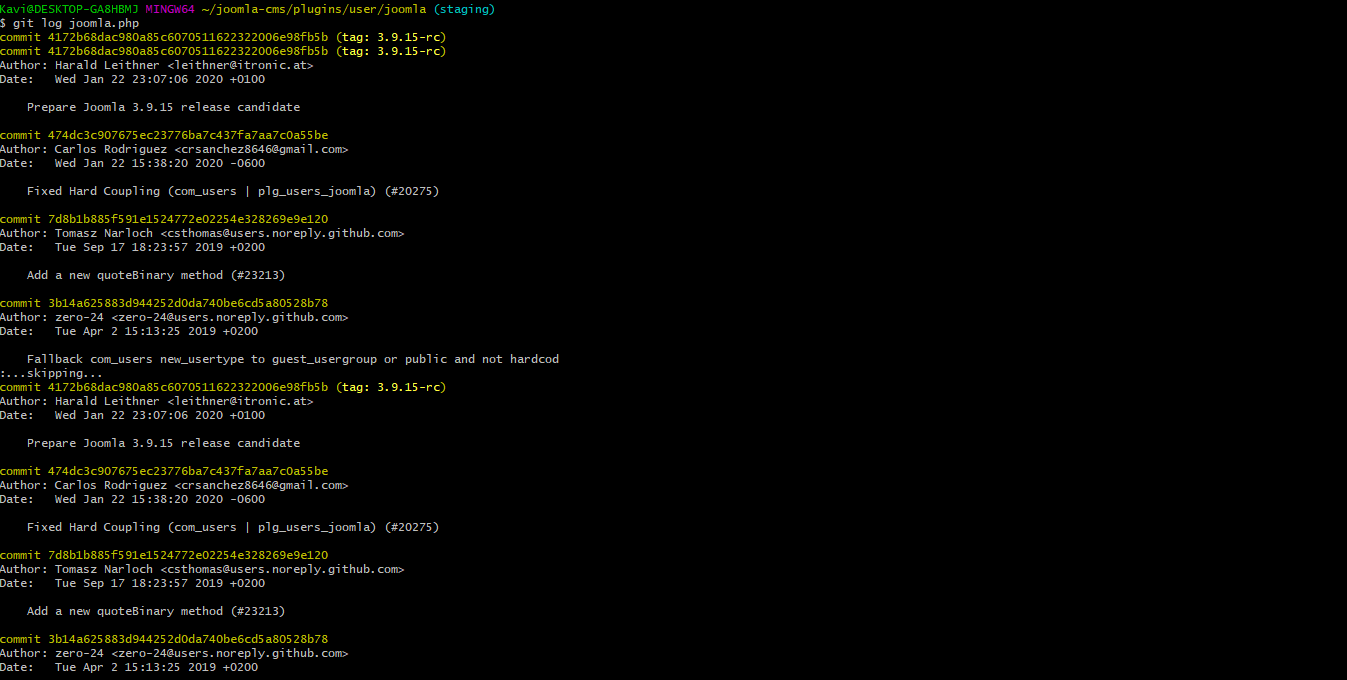 Kavi@DESKTOP-GA8HBMJ MINGW64 ~/joomla-cms/plugins/user/joomla (staging)
$ git log joomla.php
commit 4172b68dac980a85c6070511622322006e98fb5b (tag: 3.9.15-rc)
commit 4172b68dac980a85c6070511622322006e98fb5b (tag: 3.9.15-rc)
Author: Harald Leithner <leithner@itronic.at>
Date:   Wed Jan 22 23:07:06 2020 +0100
    Prepare Joomla 3.9.15 release candidate
commit 474dc3c907675ec23776ba7c437fa7aa7c0a55be
Author: Carlos Rodriguez <crsanchez8646@gmail.com>
Date:   Wed Jan 22 15:38:20 2020 -0600
    Fixed Hard Coupling (com_users | plg_users_joomla) (#20275)
commit 7d8b1b885f591e1524772e02254e328269e9e120
Author: Tomasz Narloch <csthomas@users.noreply.github.com>
Date:   Tue Sep 17 18:23:57 2019 +0200
    Add a new quoteBinary method (#23213)
commit 3b14a625883d944252d0da740be6cd5a80528b78
Author: zero-24 <zero-24@users.noreply.github.com>
Date:   Tue Apr 2 15:13:25 2019 +0200
    Fallback com_users new_usertype to guest_usergroup or public and not hardcod
:...skipping...
commit 4172b68dac980a85c6070511622322006e98fb5b (tag: 3.9.15-rc)
Author: Harald Leithner <leithner@itronic.at>
Date:   Wed Jan 22 23:07:06 2020 +0100
    Prepare Joomla 3.9.15 release candidate
commit 474dc3c907675ec23776ba7c437fa7aa7c0a55be
Author: Carlos Rodriguez <crsanchez8646@gmail.com>
Date:   Wed Jan 22 15:38:20 2020 -0600
    Fixed Hard Coupling (com_users | plg_users_joomla) (#20275)
commit 7d8b1b885f591e1524772e02254e328269e9e120
Author: Tomasz Narloch <csthomas@users.noreply.github.com>
Date:   Tue Sep 17 18:23:57 2019 +0200
    Add a new quoteBinary method (#23213)
commit 3b14a625883d944252d0da740be6cd5a80528b78
Author: zero-24 <zero-24@users.noreply.github.com>
Date:   Tue Apr 2 15:13:25 2019 +0200